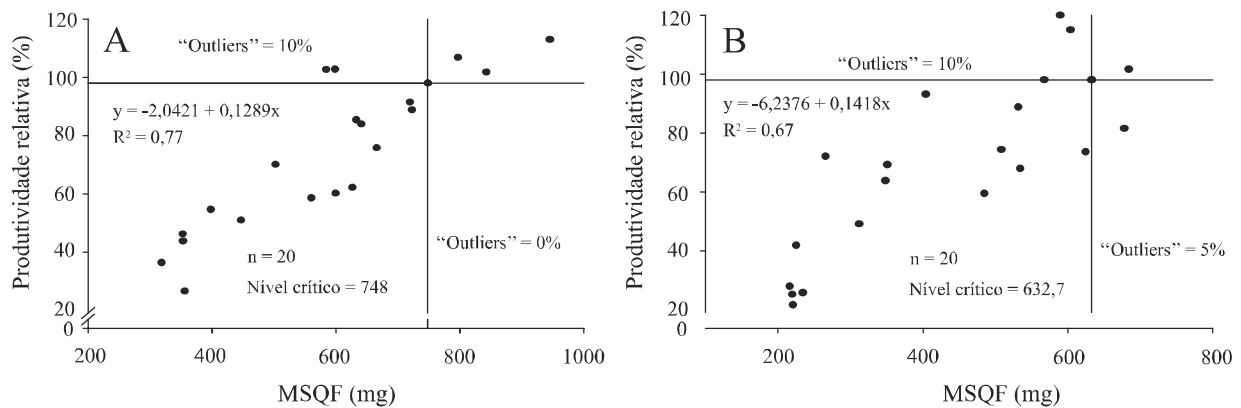 A
Produtividade relativa (%)
120
100
80
60
40
20
0
“Outliers” = 10%
y = -2,0421 + 0,1289x
R² = 0,77
“Outliers” = 0%
n = 20
Nível crítico = 748
200 400 600 800 1000
MSQF (mg)
B
Produtividade relativa (%)
120
100
80
60
40
20
0
“Outliers” = 10%
y = -6,2376 + 0,1418x
R² = 0,67
“Outliers” = 5%
n = 20
Nível crítico = 632,7
200 400 600 800
MSQF (mg)